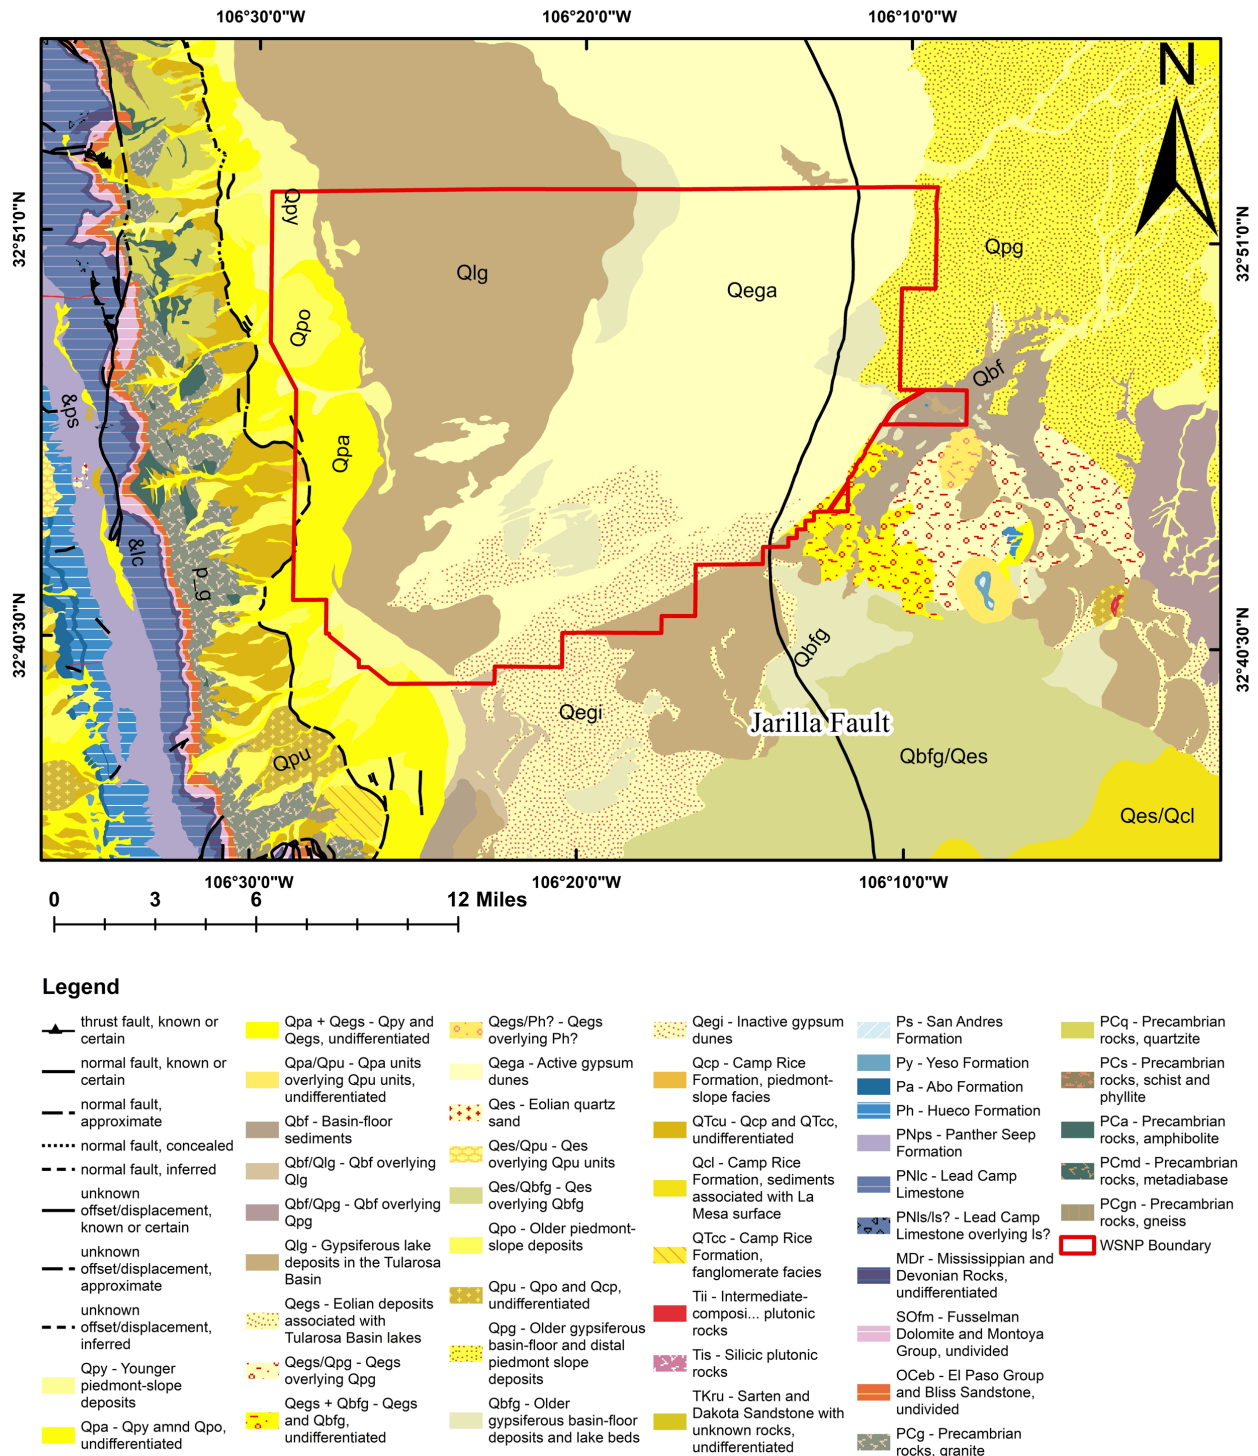 106°30'0"W 106°20'0"W 106°10'0"W
N
32°51'0"N
32°51'0"N
Qpy
Qlg
Qega
Qpg
Qpo
Qbf
&ps
Qpa
&lc
p_g
32°40'30"N
32°40'30"N
Qbfg
Qegi
Jarilla Fault
Qpu
Qbfg/Qes
Qes/Qcl
106°30'0"W 106°20'0"W 106°10'0"W
0 3 6 12 Miles
Legend
thrust fault, known or
certain
normal fault, known or
certain
normal fault,
approximate
normal fault, concealed
normal fault, inferred
unknown
offset/displacement,
known or certain
unknown
offset/displacement,
approximate
unknown
offset/displacement,
inferred
Qpy - Younger
piedmont-slope
deposits
Qpa - Qpy amnd Qpo,
undifferentiated
Qpa + Qegs - Qpy and
Qegs, undifferentiated
Qpa/Qpu - Qpa units
overlying Qpu units,
undifferentiated
Qbf - Basin-floor
sediments
Qbf/Qlg - Qbf overlying
Qlg
Qbf/Qpg - Qbf overlying
Qpg
Qlg - Gypsiferous lake
deposits in the Tularosa
Basin
Qegs - Eolian deposits
associated with
Tularosa Basin lakes
Qegs/Qpg - Qegs
overlying Qpg
Qegs + Qbfg - Qegs
and Qbfg,
undifferentiated
Qegs/Ph? - Qegs
overlying Ph?
Qega - Active gypsum
dunes
Qes - Eolian quartz
sand
Qes/Qpu - Qes
overlying Qpu units
Qes/Qbfg - Qes
overlying Qbfg
Qpo - Older piedmont-
slope deposits
Qpu - Qpo and Qcp,
undifferentiated
Qpg - Older gypsiferous
basin-floor and distal
piedmont slope
deposits
Qbfg - Older
gypsiferous basin-floor
deposits and lake beds
Qegi - Inactive gypsum
dunes
Qcp - Camp Rice
Formation, piedmont-
slope facies
QTcu - Qcp and QTcc,
undifferentiated
Qcl - Camp Rice
Formation, sediments
associated with La
Mesa surface
QTcc - Camp Rice
Formation,
fanglomerate facies
Tii - Intermediate-
composi... plutonic
rocks
Tis - Silicic plutonic
rocks
TKru - Sarten and
Dakota Sandstone with
unknown rocks,
undifferentiated
Ps - San Andres
Formation
Py - Yeso Formation
Pa - Abo Formation
Ph - Hueco Formation
PNps - Panther Seep
Formation
PNlc - Lead Camp
Limestone
PNls/ls? - Lead Camp
Limestone overlying ls?
MDr - Mississippian and
Devonian Rocks,
undifferentiated
SOfm - Fusselman
Dolomite and Montoya
Group, undivided
OCeb - El Paso Group
and Bliss Sandstone,
undivided
PCg - Precambrian
rocks, granite
PCq - Precambrian
rocks, quartzite
PCs - Precambrian
rocks, schist and
phyllite
PCa - Precambrian
rocks, amphibolite
PCmd - Precambrian
rocks, metadiabase
PCgn - Precambrian
rocks, gneiss
WSNP Boundary